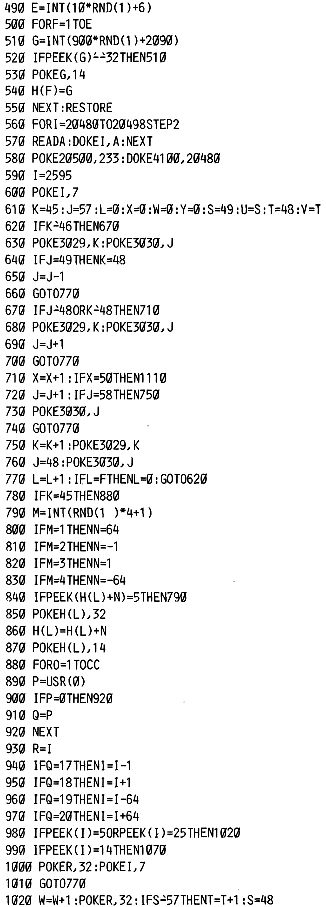 490 E=INT(10*RND(1)+6)
500 FORF=1TOE
510 G=INT(900*RND(1)+2090)
520 IFPEEK(G)∸32THEN510
530 POKEG,14
540 H(F)=G
550 NEXT:RESTORE
560 FORI=20480TO20498STEP2
570 READA:DOKEI,A:NEXT
580 POKE20500,233:DOKE4100,20480
590 I=2595
600 POKEI,7
610 K=45:J=57:L=0:X=0:W=0:Y=0:S=49:U=S:T=48:V=T
620 IFK∸46THEN670
630 POKE3029,K:POKE3030,J
640 IFJ=49THENK=48
650 J=J-1
660 GOTO770
670 IFJ∸48ORK∸48THEN710
680 POKE3029,K:POKE3030,J
690 J=J+1
700 GOTO770
710 X=X+1:IFX=50THEN1110
720 J=J+1:IFJ=58THEN750
730 POKE3030,J
740 GOTO770
750 K=K+1:POKE3029,K
760 J=48:POKE3030,J
770 L=L+1:IFL=FTHENL=0:GOTO620
780 IFK=45THEN880
790 M=INT(RND(1 )*4+1)
800 IFM=1THENN=64
810 IFM=2THENN=-1
820 IFM=3THENN=1
830 IFM=4THENN=-64
840 IFPEEK(H(L)+N)=5THEN790
850 POKEH(L),32
860 H(L)=H(L)+N
870 POKEH(L),14
880 FORO=1TOCC
890 P=USR(0)
900 IFP=0THEN920
910 Q=P
920 NEXT
930 R=I
940 IFQ=17THENI=I-1
950 IFQ=18THENI=I+1
960 IFQ=19THENI=I-64
970 IFQ=20THENI=I+64
980 IFPEEK(I)=5ORPEEK(I)=25THEN1020
990 IFPEEK(I)=14THEN1070
1000 POKER,32:POKEI,7
1010 GOTO770
1020 W=W+1:POKER,32:IFS∸57THENT=T+1:S=48